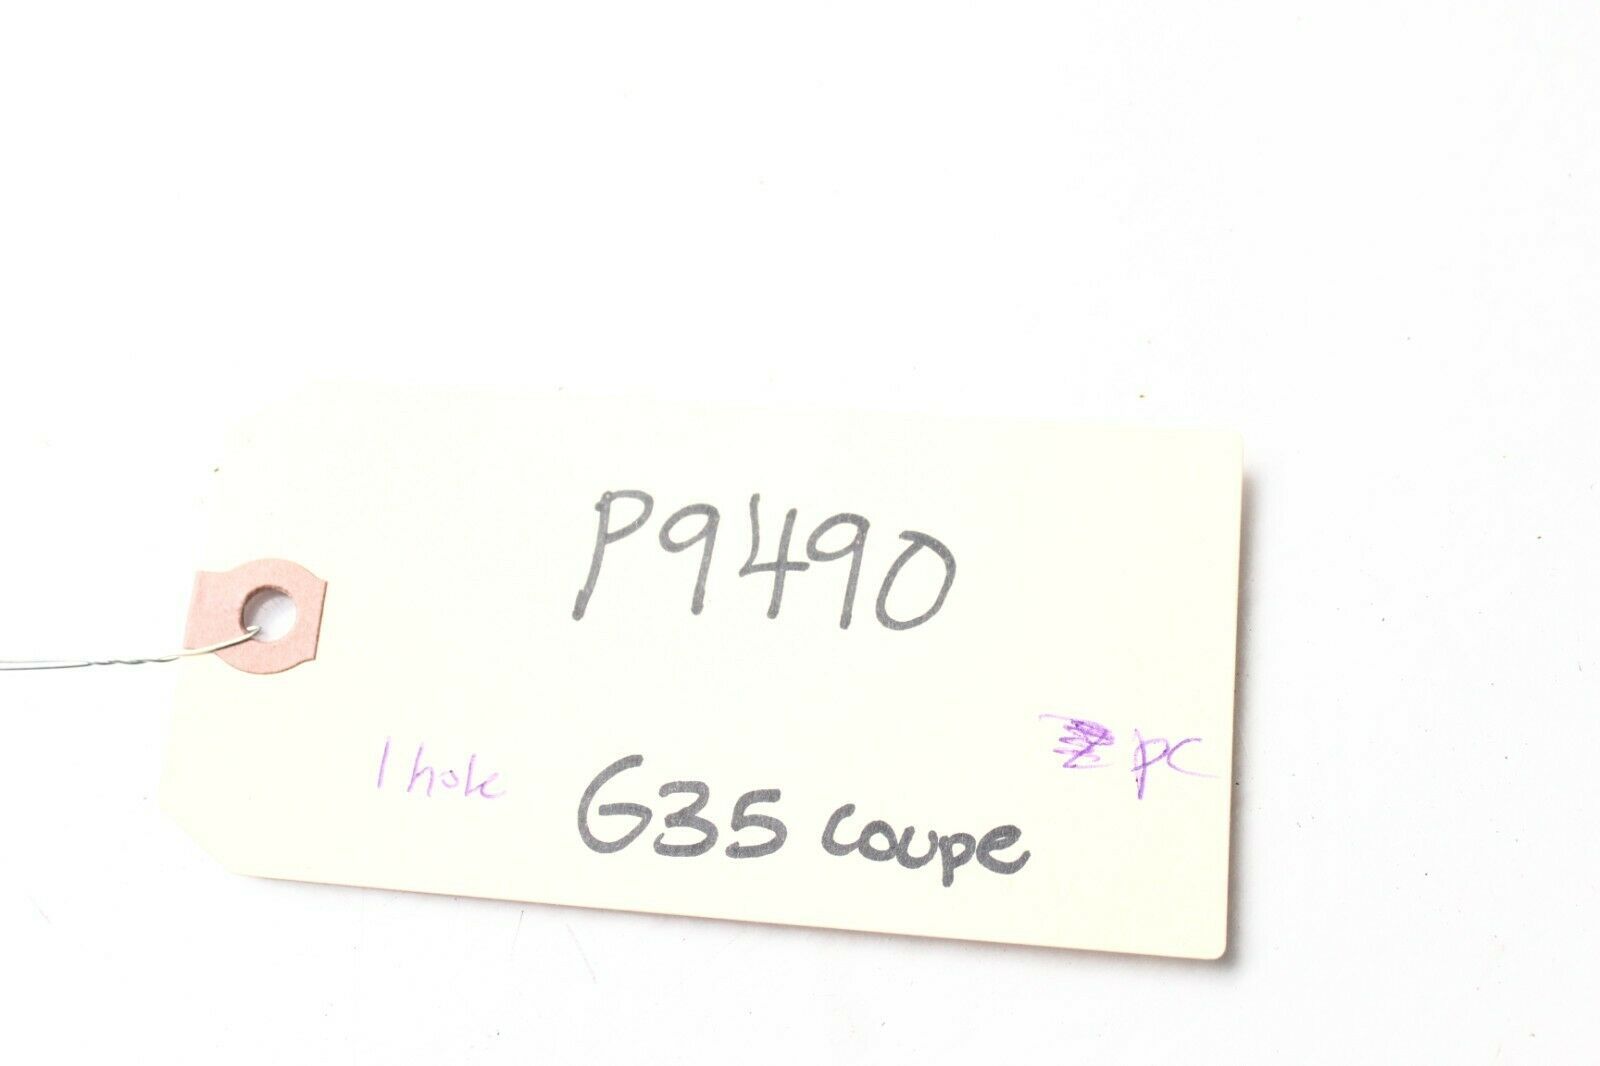 P9490
pc
1 hole
G35 coupe